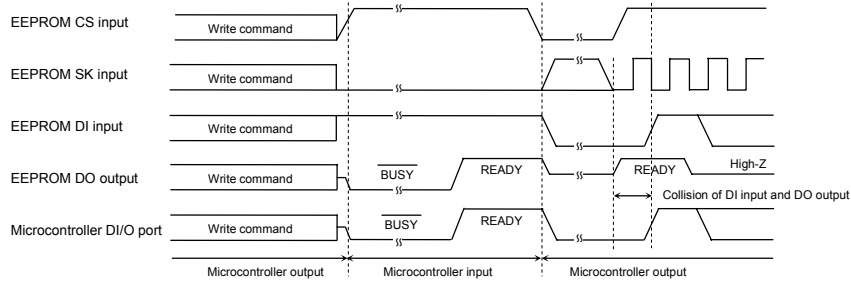 EEPROM CS input
Write command
EEPROM SK input
Write command
EEPROM DI input
Write command
EEPROM DO output
Write command
BUSY
READY
READY
High-Z
Collision of DI input and DO output
Microcontroller DI/O port
Write command
BUSY
READY
Microcontroller output
Microcontroller input
Microcontroller output